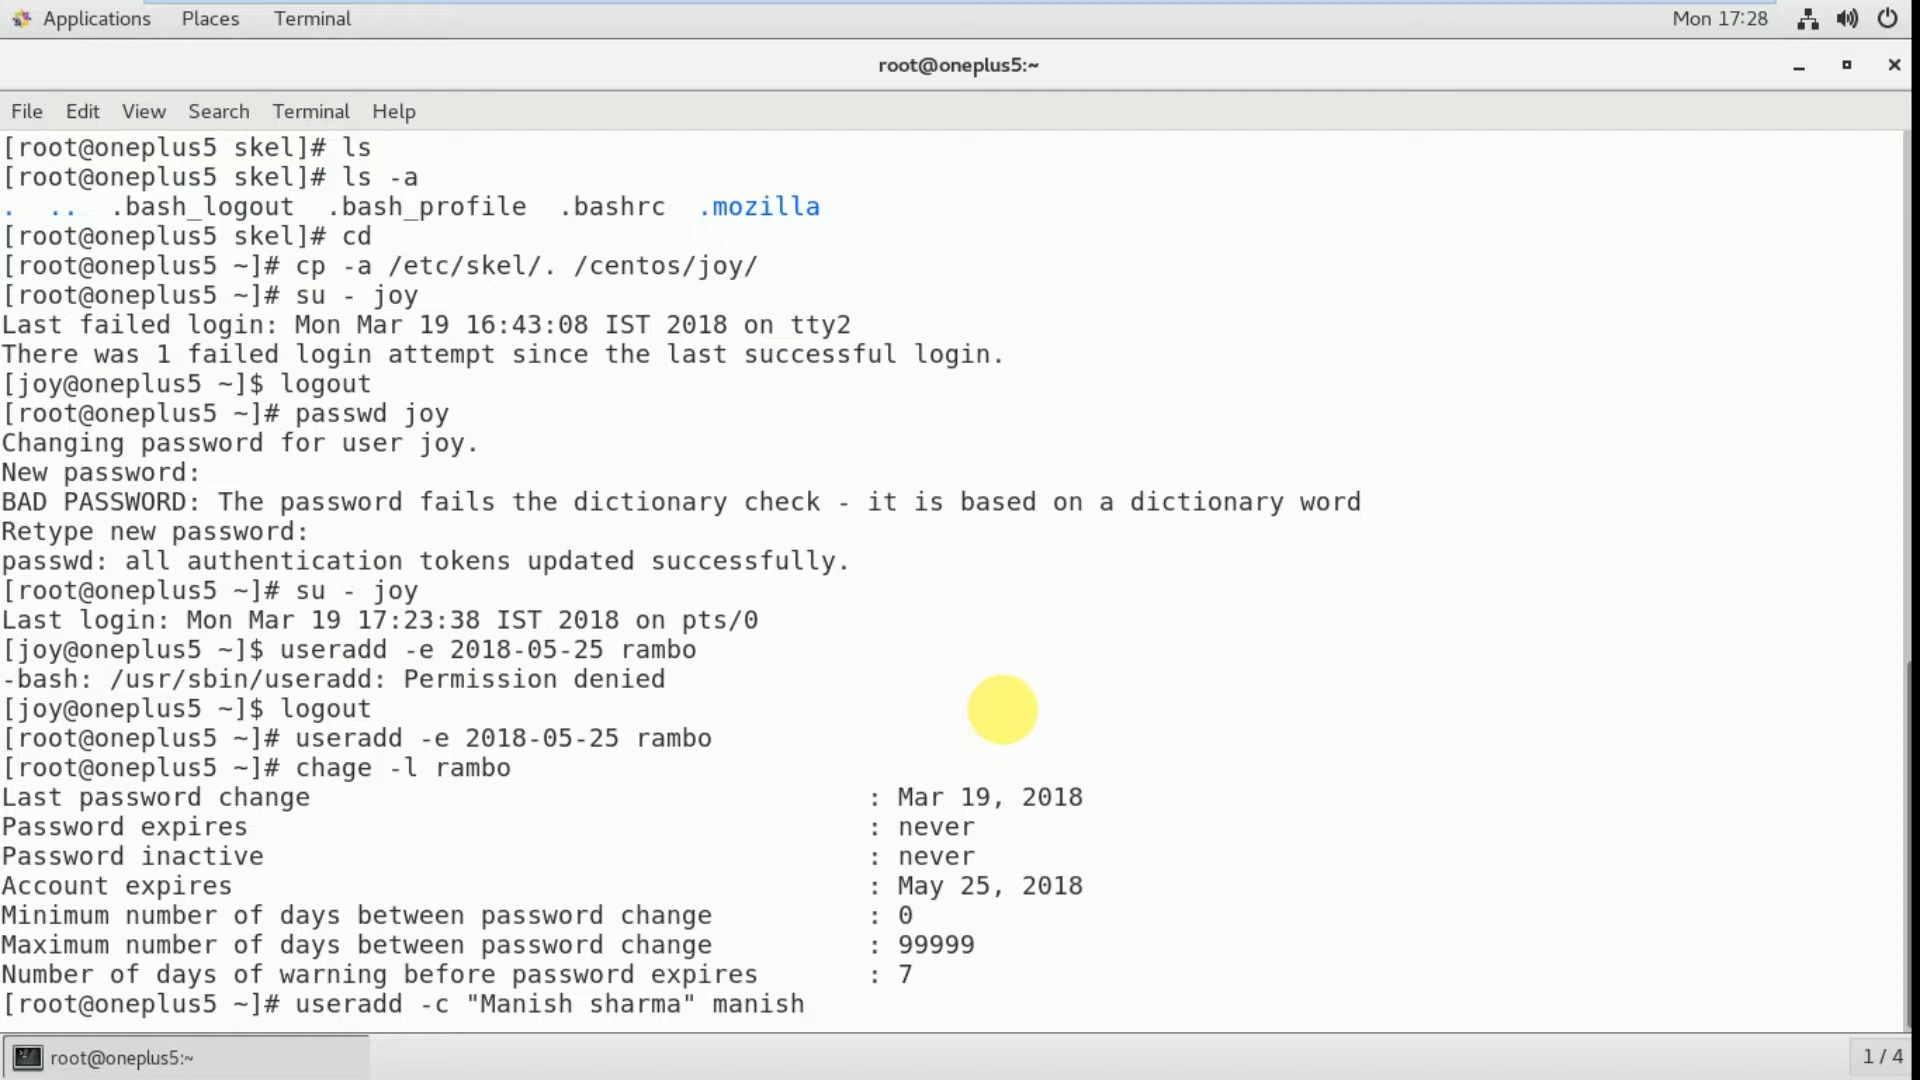 Applications Places Terminal Mon 17:28
root@oneplus5:~
File Edit View Search Terminal Help
[root@oneplus5 skel]# ls
[root@oneplus5 skel]# ls -a
. .. .bash_logout .bash_profile .bashrc .mozilla
[root@oneplus5 skel]# cd
[root@oneplus5 ~]# cp -a /etc/skel/. /centos/joy/
[root@oneplus5 ~]# su - joy
Last failed login: Mon Mar 19 16:43:08 IST 2018 on tty2
There was 1 failed login attempt since the last successful login.
[joy@oneplus5 ~]$ logout
[root@oneplus5 ~]# passwd joy
Changing password for user joy.
New password:
BAD PASSWORD: The password fails the dictionary check - it is based on a dictionary word
Retype new password:
passwd: all authentication tokens updated successfully.
[root@oneplus5 ~]# su - joy
Last login: Mon Mar 19 17:23:38 IST 2018 on pts/0
[joy@oneplus5 ~]$ useradd -e 2018-05-25 rambo
-bash: /usr/sbin/useradd: Permission denied
[joy@oneplus5 ~]$ logout
[root@oneplus5 ~]# useradd -e 2018-05-25 rambo
[root@oneplus5 ~]# chage -l rambo
Last password change : Mar 19, 2018
Password expires : never
Password inactive : never
Account expires : May 25, 2018
Minimum number of days between password change : 0
Maximum number of days between password change : 99999
Number of days of warning before password expires : 7
[root@oneplus5 ~]# useradd -c "Manish sharma" manish
root@oneplus5:~ 1 / 4